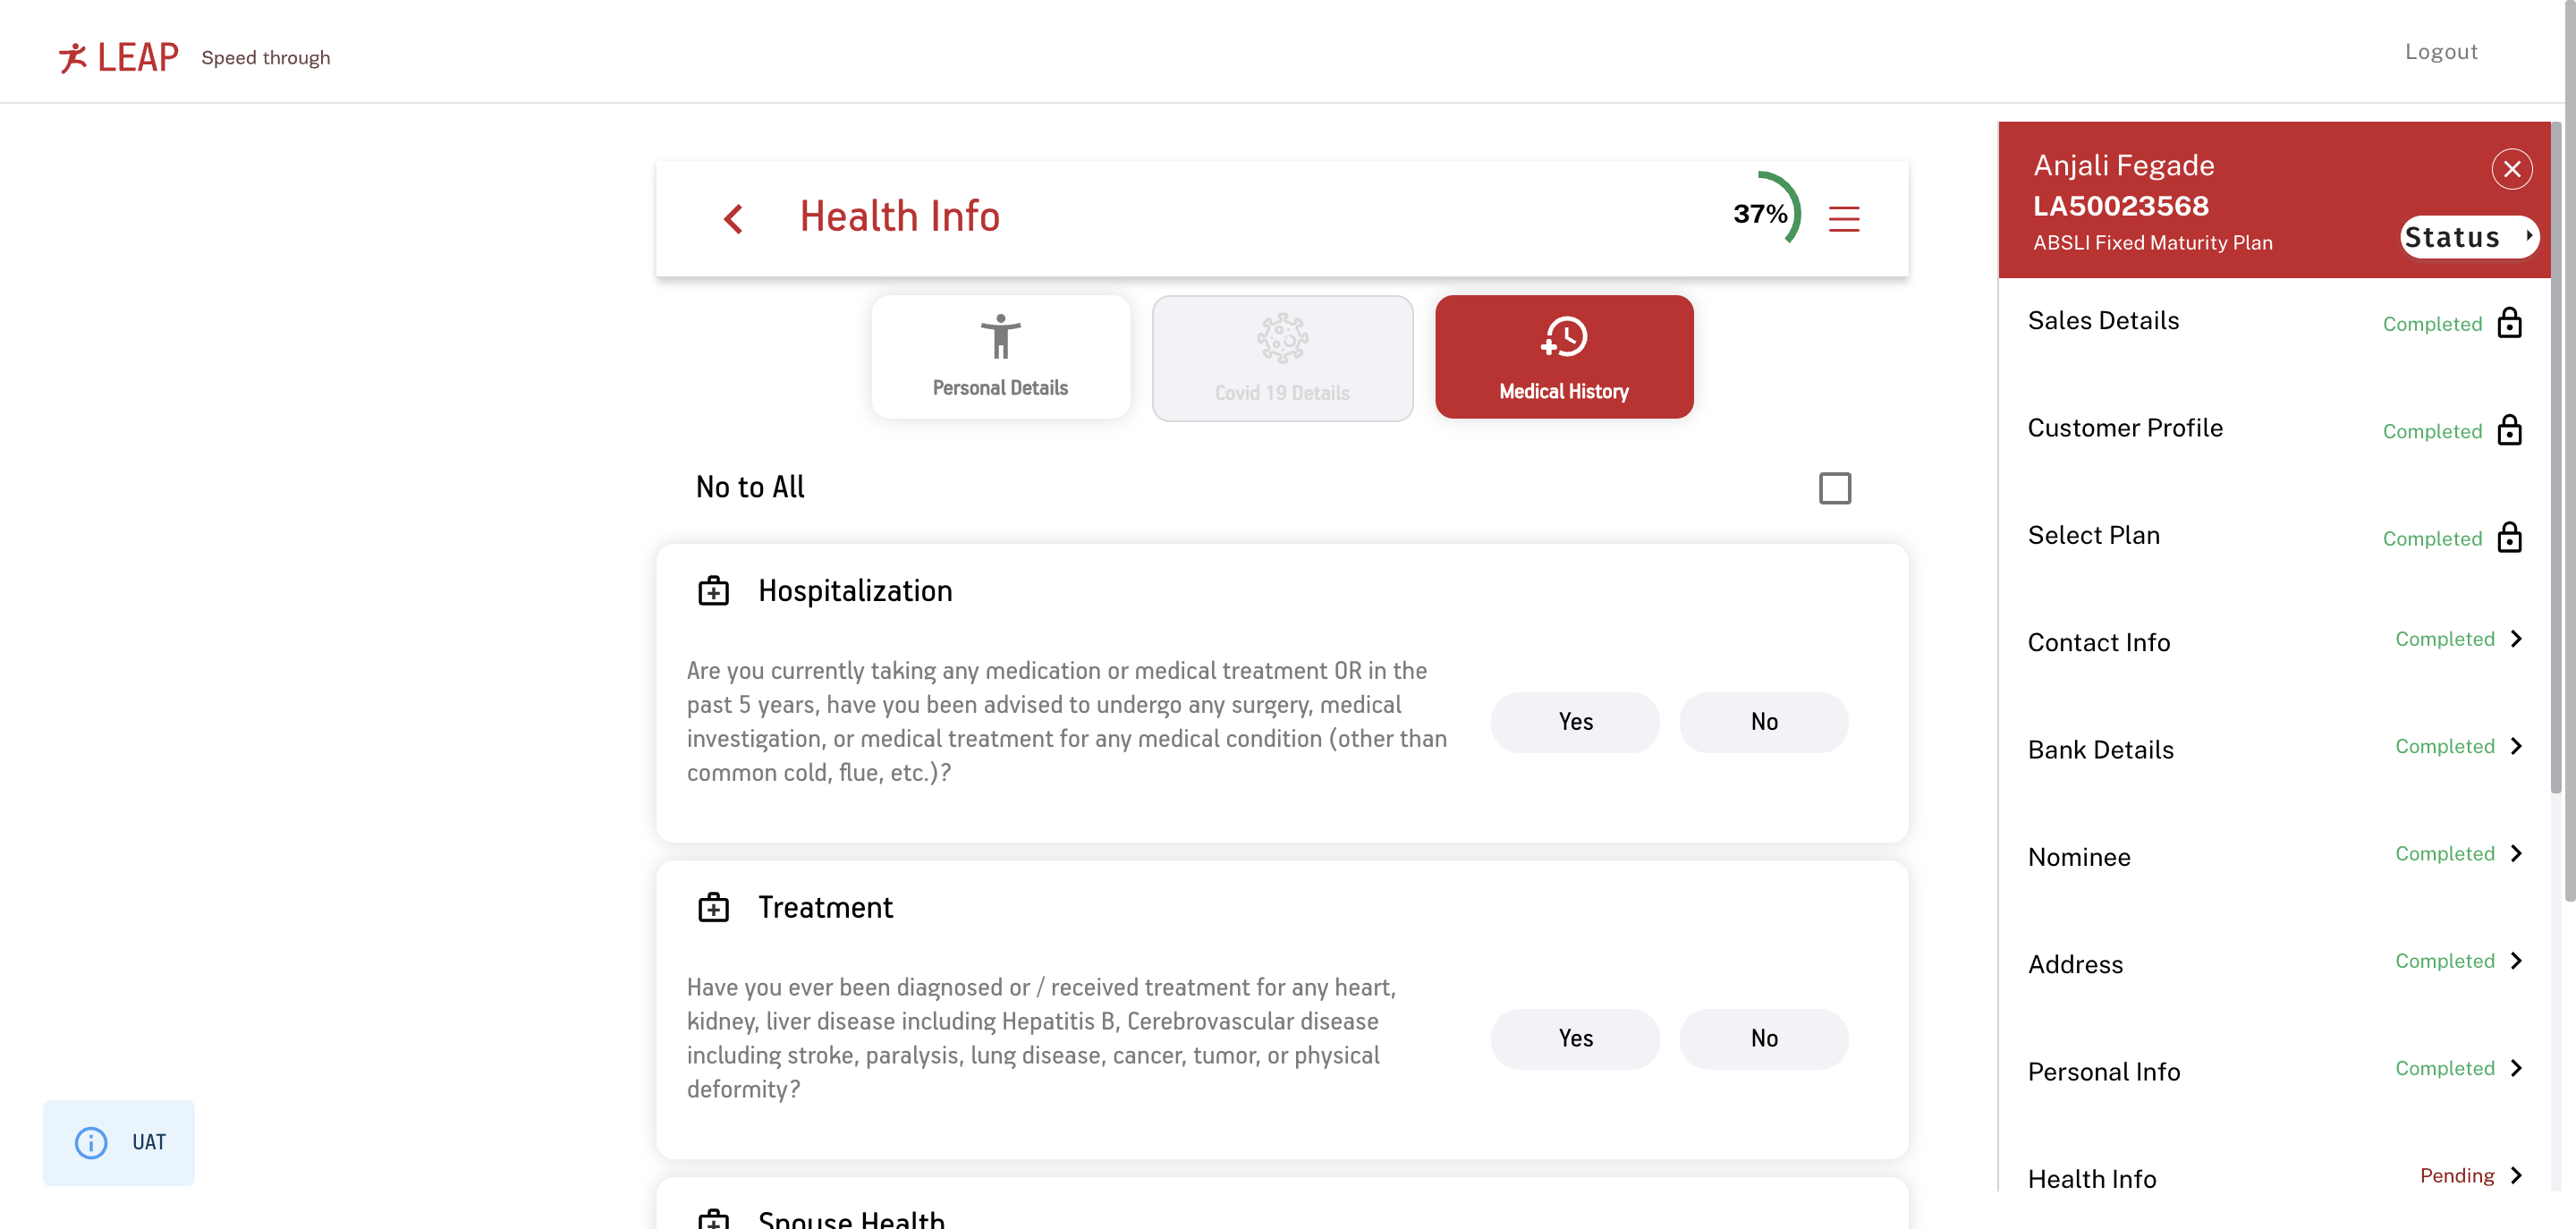 LEAP Speed through
Logout
Health Info
37%
Personal Details
Covid 19 Details
Medical History
No to All
Hospitalization
Are you currently taking any medication or medical treatment OR in the
past 5 years, have you been advised to undergo any surgery, medical
investigation, or medical treatment for any medical condition (other than
common cold, flue, etc.)?
Yes
No
Treatment
Have you ever been diagnosed or / received treatment for any heart,
kidney, liver disease including Hepatitis B, Cerebrovascular disease
including stroke, paralysis, lung disease, cancer, tumor, or physical
deformity?
Yes
No
Spouse Health
UAT
Anjali Fegade
LA50023568
ABSLI Fixed Maturity Plan
Status
Sales Details Completed
Customer Profile Completed
Select Plan Completed
Contact Info Completed
Bank Details Completed
Nominee Completed
Address Completed
Personal Info Completed
Health Info Pending